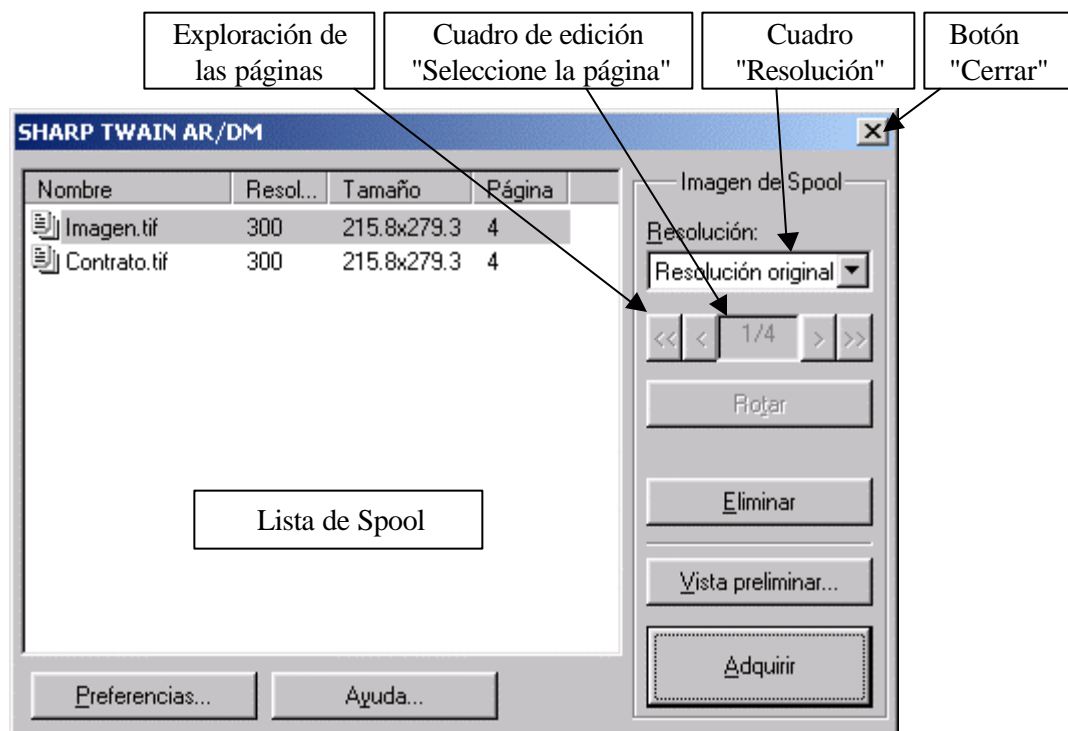 Exploración de
las páginas
Cuadro de edición
"Seleccione la página"
Cuadro
"Resolución"
Botón
"Cerrar"
SHARP TWAIN AR/DM
Nombre Resol... Tamaño Página
Imagen.tif 300 215.8x279.3 4
Contrato.tif 300 215.8x279.3 4
Lista de Spool
Imagen de Spool
Resolución:
Resolución original
<< < 1/4 > >>
Rotar
Eliminar
Vista preliminar...
Adquirir
Preferencias... Ayuda...